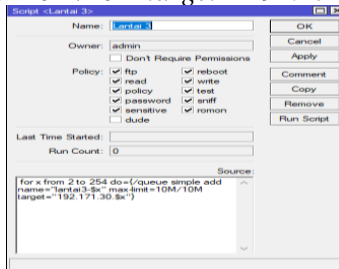 Script <Lantai 3>
Name: Lantai 3 OK
Owner: admin Cancel
Don't Require Permissions Apply
Policy: ftp reboot
read write Comment
policy test Copy
password sniff Remove
sensitive romon Run Script
dude
Last Time Started:
Run Count: 0
Source:
for x from 2 to 254 do={/queue simple add
name="lantai3-$x" max-limit=10M/10M
target="192.171.30.$x"}